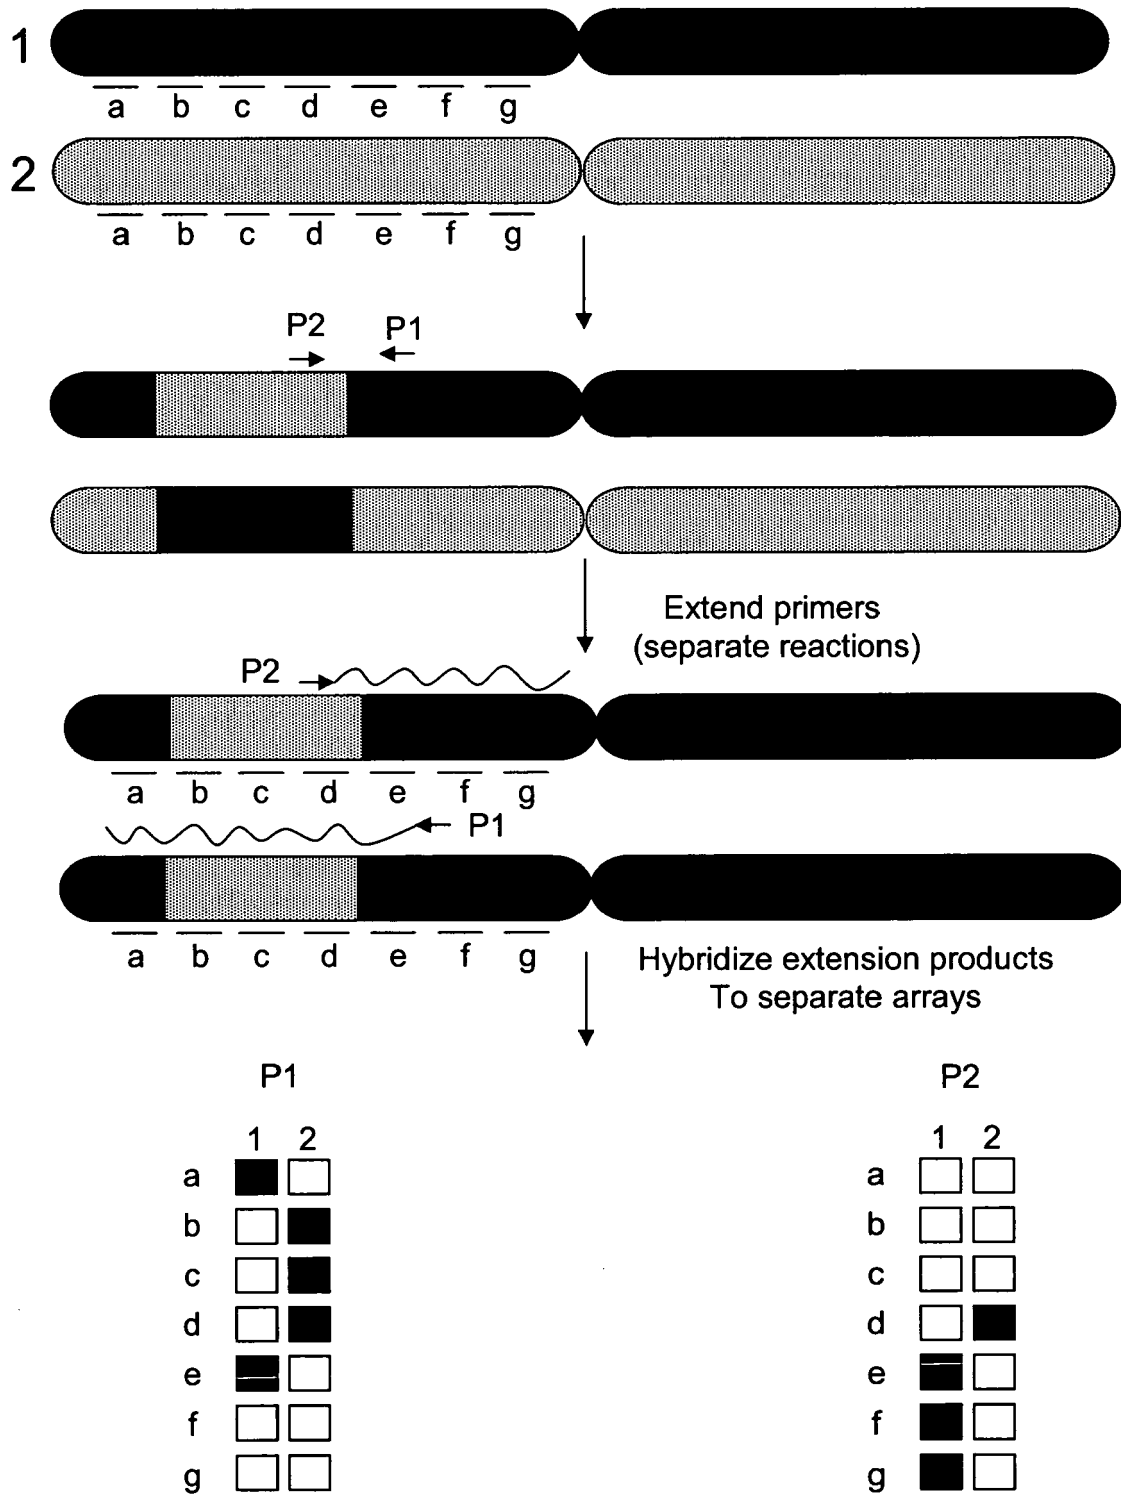 1
a b c d e f g
2
a b c d e f g
P2 P1
Extend primers
(separate reactions)
P2
a b c d e f g
P1
a b c d e f g
Hybridize extension products
To separate arrays
P1 P2
1 2 1 2
a a
b b
c c
d d
e e
f f
g g